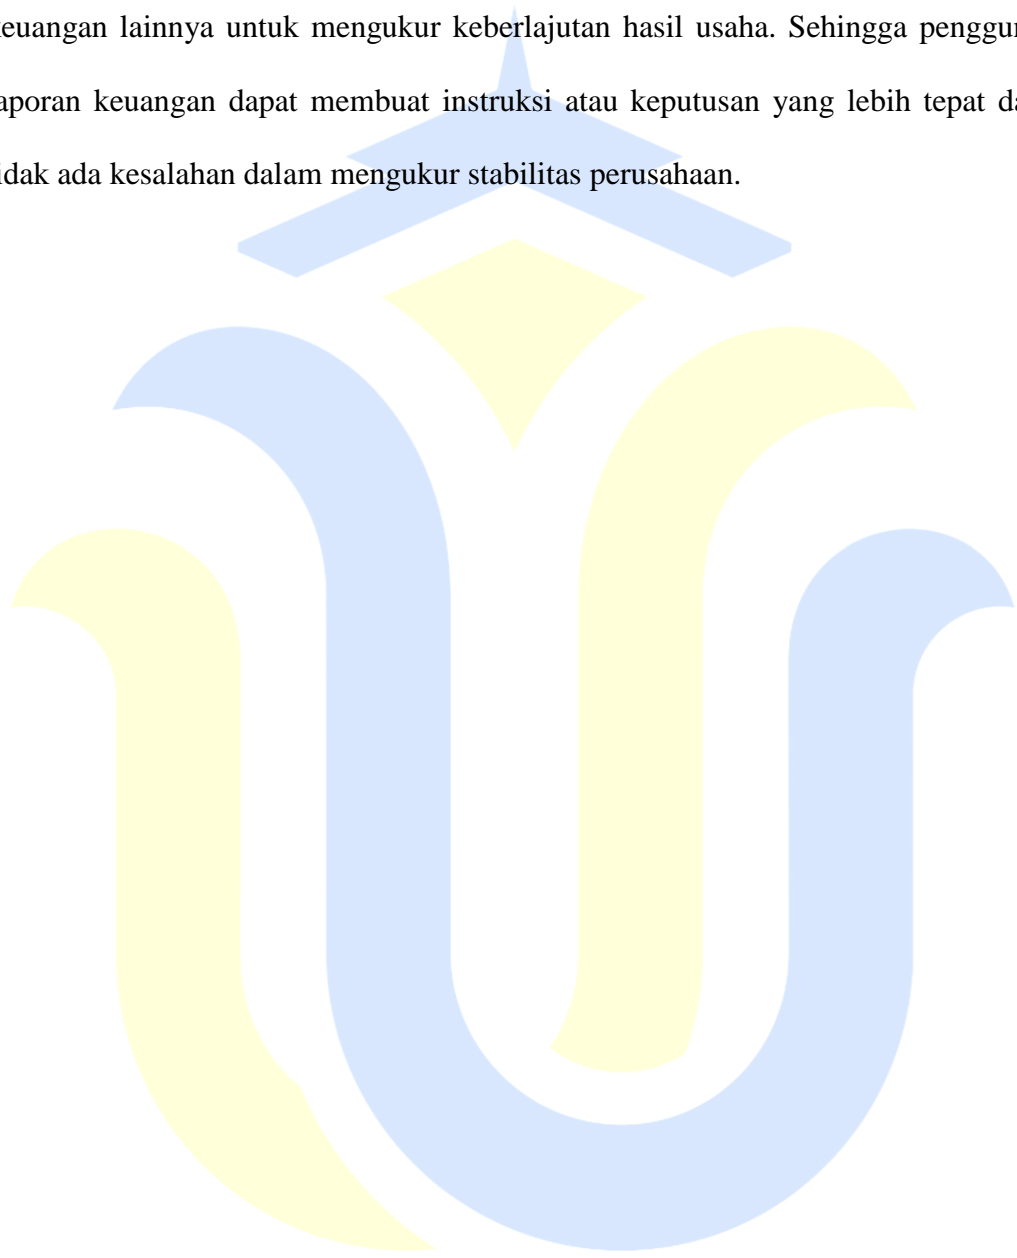 euangan lainnya untuk mengukur keberlajutan hasil usaha. Sehingga penggun
aporan keuangan dapat membuat instruksi atau keputusan yang lebih tepat da
idak ada kesalahan dalam mengukur stabilitas perusahaan.